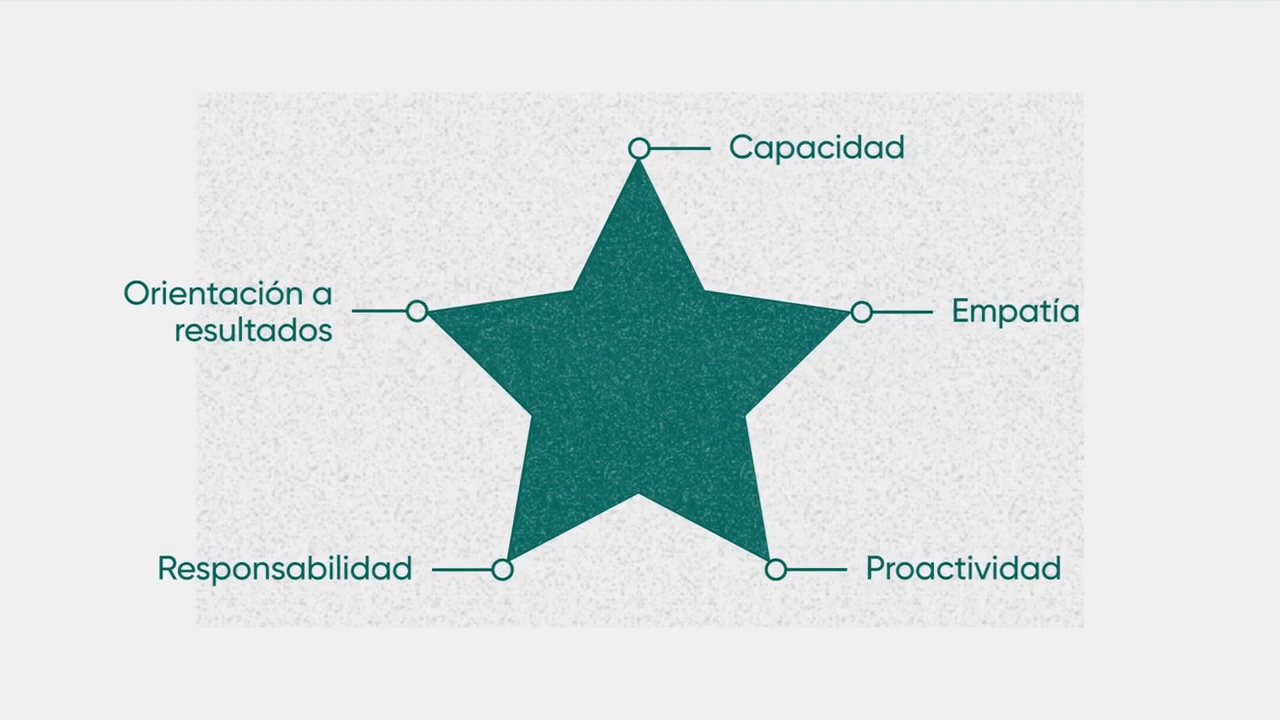 Capacidad
Orientación a
resultados
Empatía
Responsabilidad
Proactividad